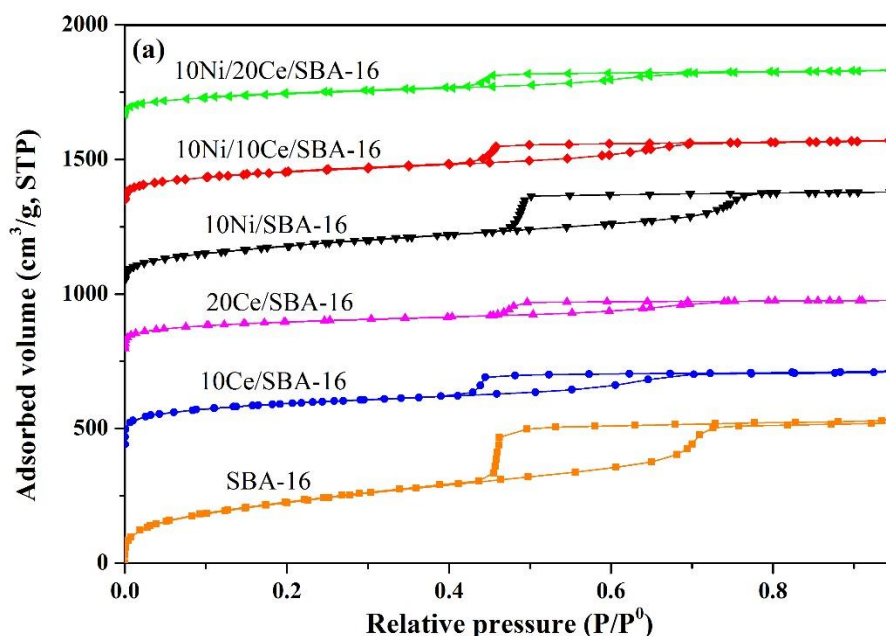 (a)
2000
10Ni/20Ce/SBA-16
1500
10Ni/10Ce/SBA-16
10Ni/SBA-16
1000
20Ce/SBA-16
10Ce/SBA-16
500
SBA-16
0
0.0 0.2 0.4 0.6 0.8
Adsorbed volume (cm³/g, STP)
Relative pressure (P/P⁰)